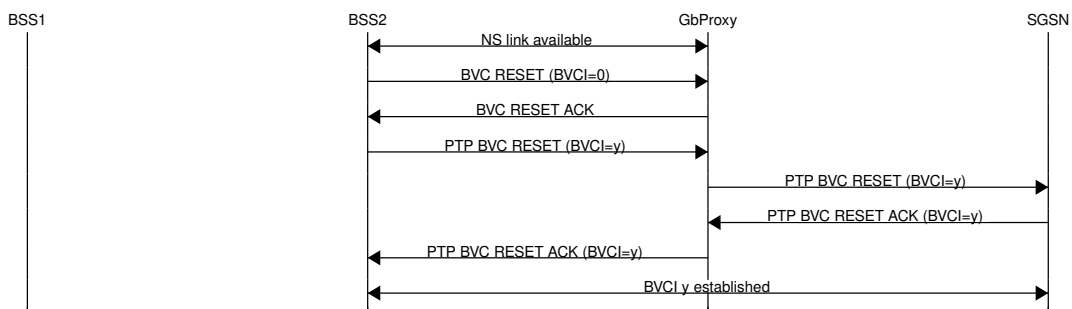 BSS1 BSS2 GbProxy SGSN
NS link available
BVC RESET (BVCI=0)
BVC RESET ACK
PTP BVC RESET (BVCI=y)
PTP BVC RESET (BVCI=y)
PTP BVC RESET ACK (BVCI=y)
PTP BVC RESET ACK (BVCI=y)
BVCI y established